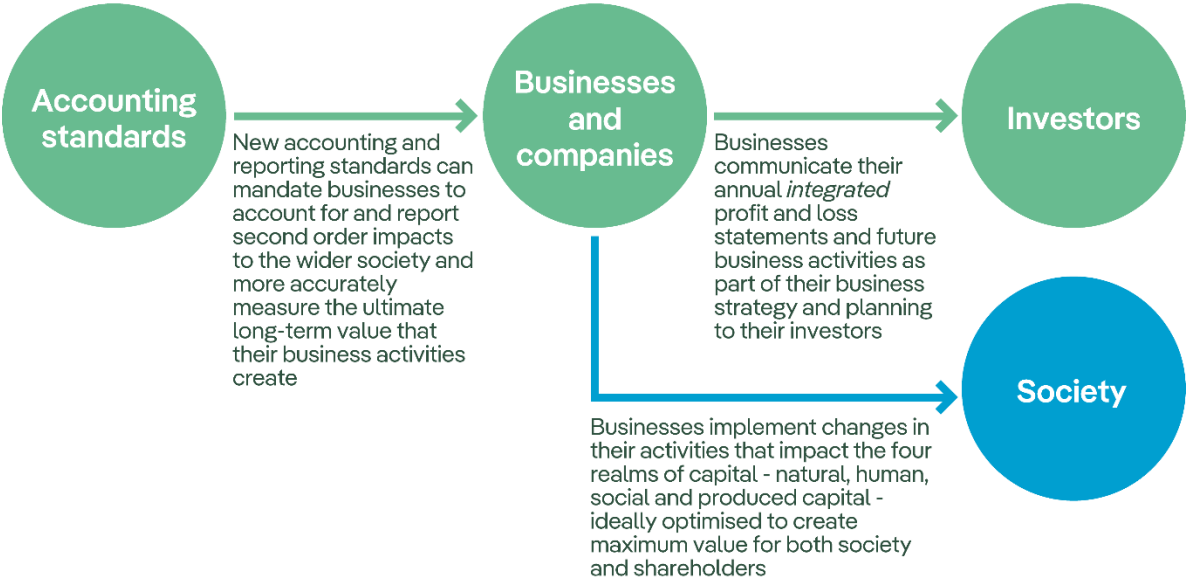 Accounting
standards
New accounting and
reporting standards can
mandate businesses to
account for and report
second order impacts
to the wider society and
more accurately
measure the ultimate
long-term value that
their business activities
create
Businesses
and
companies
Businesses
communicate their
annual integrated
profit and loss
statements and future
business activities as
part of their business
strategy and planning
to their investors
Investors
Businesses implement changes in
their activities that impact the four
realms of capital - natural, human,
social and produced capital -
ideally optimised to create
maximum value for both society
and shareholders
Society